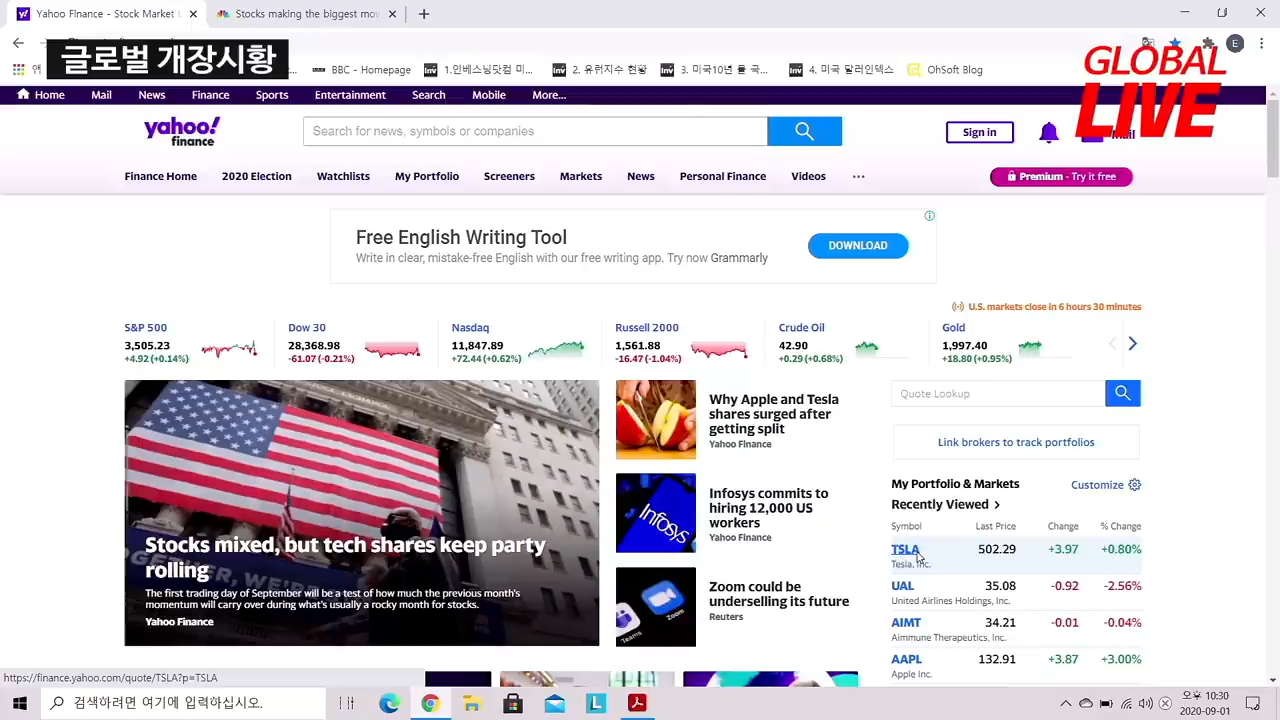 Yahoo Finance - Stock Market L
Stocks making the biggest mov
글로벌 개장시황
E
BBC - Homepage
1.인베스팅닷컴 미...
2. 유럽지수 현황
3. 미국10년 률 국...
4. 미국 달러인덱스
OhSoft Blog
GLOBAL
LIVE
Home
Mail
News
Finance
Sports
Entertainment
Search
Mobile
More...
yahoo!
finance
Search for news, symbols or companies
Sign in
Mail
Finance Home
2020 Election
Watchlists
My Portfolio
Screeners
Markets
News
Personal Finance
Videos
Premium - Try it free
Free English Writing Tool
Write in clear, mistake-free English with our free writing app. Try now Grammarly
DOWNLOAD
U.S. markets close in 6 hours 30 minutes
S&P 500
3,505.23
+4.92 (+0.14%)
Dow 30
28,368.98
-61.07 (-0.21%)
Nasdaq
11,847.89
+72.44 (+0.62%)
Russell 2000
1,561.88
-16.47 (-1.04%)
Crude Oil
42.90
+0.29 (+0.68%)
Gold
1,997.40
+18.80 (+0.95%)
Stocks mixed, but tech shares keep party
rolling
The first trading day of September will be a test of how much the previous month's
momentum will carry over during what's usually a rocky month for stocks.
Yahoo Finance
Why Apple and Tesla
shares surged after
getting split
Yahoo Finance
Infosys
Infosys commits to
hiring 12,000 US
workers
Yahoo Finance
Teams
Zoom
Zoom could be
underselling its future
Reuters
Quote Lookup
Link brokers to track portfolios
My Portfolio & Markets
Customize
Recently Viewed
Symbol Last Price Change % Change
TSLA 502.29 +3.97 +0.80%
Tesla, Inc.
UAL 35.08 -0.92 -2.56%
United Airlines Holdings, Inc.
AIMT 34.21 -0.01 -0.04%
Aimmune Therapeutics, Inc.
AAPL 132.91 +3.87 +3.00%
Apple Inc.
https://finance.yahoo.com/quote/TSLA?p=TSLA
검색하려면 여기에 입력하십시오.
오후 10:30
2020-09-01